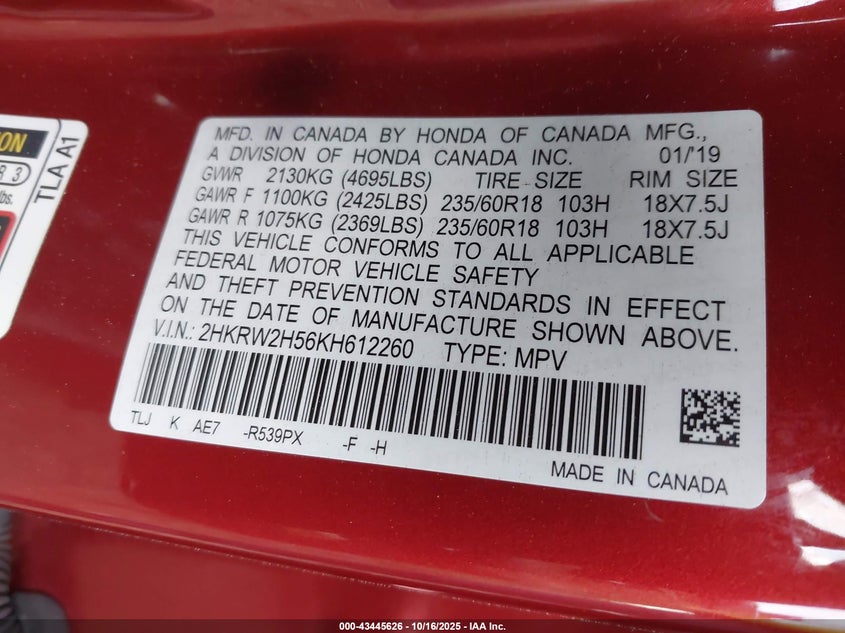 ION
R 3
lbs.
TLA A1
MFD. IN CANADA BY HONDA OF CANADA MFG.,
A DIVISION OF HONDA CANADA INC. 01/'19
GVWR 2130KG (4695LBS) TIRE SIZE RIM SIZE
GAWR F 1100KG (2425LBS) 235/60R18 103H 18X7.5J
GAWR R 1075KG (2369LBS) 235/60R18 103H 18X7.5J
THIS VEHICLE CONFORMS TO ALL APPLICABLE
FEDERAL MOTOR VEHICLE SAFETY
AND THEFT PREVENTION STANDARDS IN EFFECT
ON THE DATE OF MANUFACTURE SHOWN ABOVE.
V.I.N.: 2HKRW2H56KH612260 TYPE: MPV
TLJ K AE7 -R539PX -F -H
MADE IN CANADA
000-43445626 - 10/16/2025 - IAA Inc.